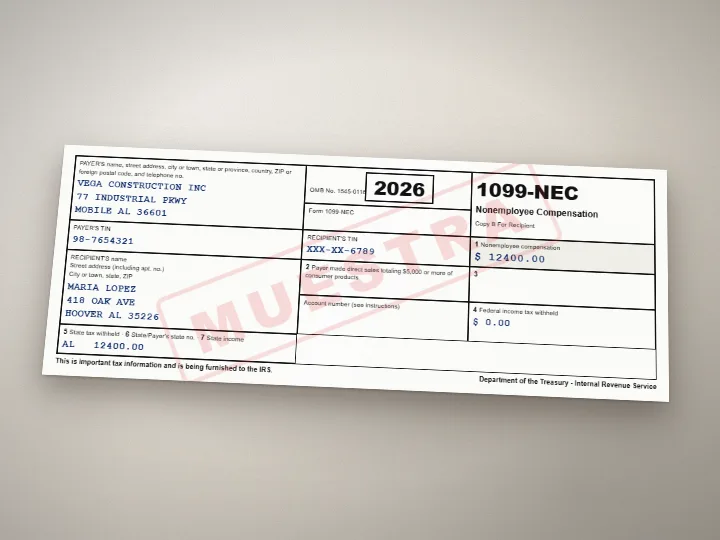 PAYER'S name, street address, city or town, state or province, country, ZIP or
foreign postal code, and telephone no.
VEGA CONSTRUCTION INC
77 INDUSTRIAL PKWY
MOBILE AL 36601
OMB No. 1545-0116
2026
Form 1099-NEC
1099-NEC
Nonemployee Compensation
Copy B For Recipient
PAYER'S TIN
98-7654321
RECIPIENT'S TIN
XXX-XX-6789
1 Nonemployee compensation
$ 12400.00
RECIPIENT'S name
Street address (including apt. no.)
City or town, state, ZIP
MARIA LOPEZ
418 OAK AVE
HOOVER AL 35226
2 Payer made direct sales totaling $5,000 or more of
consumer products.
3
Account number (see instructions)
4 Federal income tax withheld
$ 0.00
5 State tax withheld · 6 State/Payer's state no. · 7 State income
AL 12400.00
This is important tax information and is being furnished to the IRS.
Department of the Treasury - Internal Revenue Service
MUESTRA